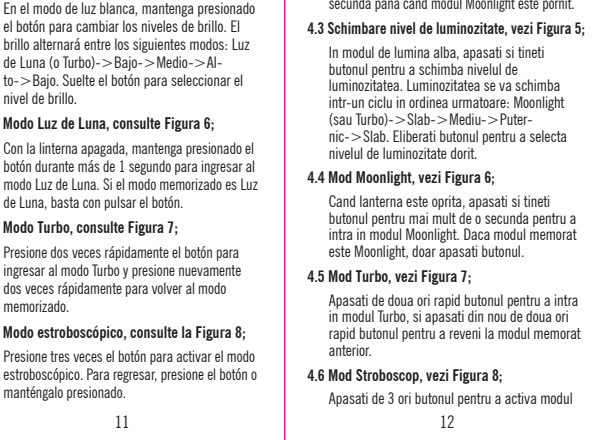 En el modo de luz blanca, mantenga presionado
el botón para cambiar los niveles de brillo. El
brillo alternará entre los siguientes modos: Luz
de Luna (o Turbo)->Bajo->Medio->Al-
to->Bajo. Suelte el botón para seleccionar el
nivel de brillo.
Modo Luz de Luna, consulte Figura 6;
Con la linterna apagada, mantenga presionado el
botón durante más de 1 segundo para ingresar al
modo Luz de Luna. Si el modo memorizado es Luz
de Luna, basta con pulsar el botón.
Modo Turbo, consulte Figura 7;
Presione dos veces rápidamente el botón para
ingresar al modo Turbo y presione nuevamente
dos veces rápidamente para volver al modo
memorizado.
Modo estroboscópico, consulte la Figura 8;
Presione tres veces el botón para activar el modo
estroboscópico. Para regresar, presione el botón o
manténgalo presionado.
11
secunda pana cand modul Moonlight este pornit.
4.3 Schimbare nivel de luminozitate, vezi Figura 5;
In modul de lumina alba, apasati si tineti
butonul pentru a schimba nivelul de
luminozitatea. Luminozitatea se va schimba
intr-un ciclu in ordinea urmatoare: Moonlight
(sau Turbo)->Slab->Mediu->Puter-
nic->Slab. Eliberati butonul pentru a selecta
nivelul de luminozitate dorit.
4.4 Mod Moonlight, vezi Figura 6;
Cand lanterna este oprita, apasati si tineti
butonul pentru mai mult de o secunda pentru a
intra in modul Moonlight. Daca modul memorat
este Moonlight, doar apasati butonul.
4.5 Mod Turbo, vezi Figura 7;
Apasati de doua ori rapid butonul pentru a intra
in modul Turbo, si apasati din nou de doua ori
rapid butonul pentru a reveni la modul memorat
anterior.
4.6 Mod Stroboscop, vezi Figura 8;
Apasati de 3 ori butonul pentru a activa modul
12